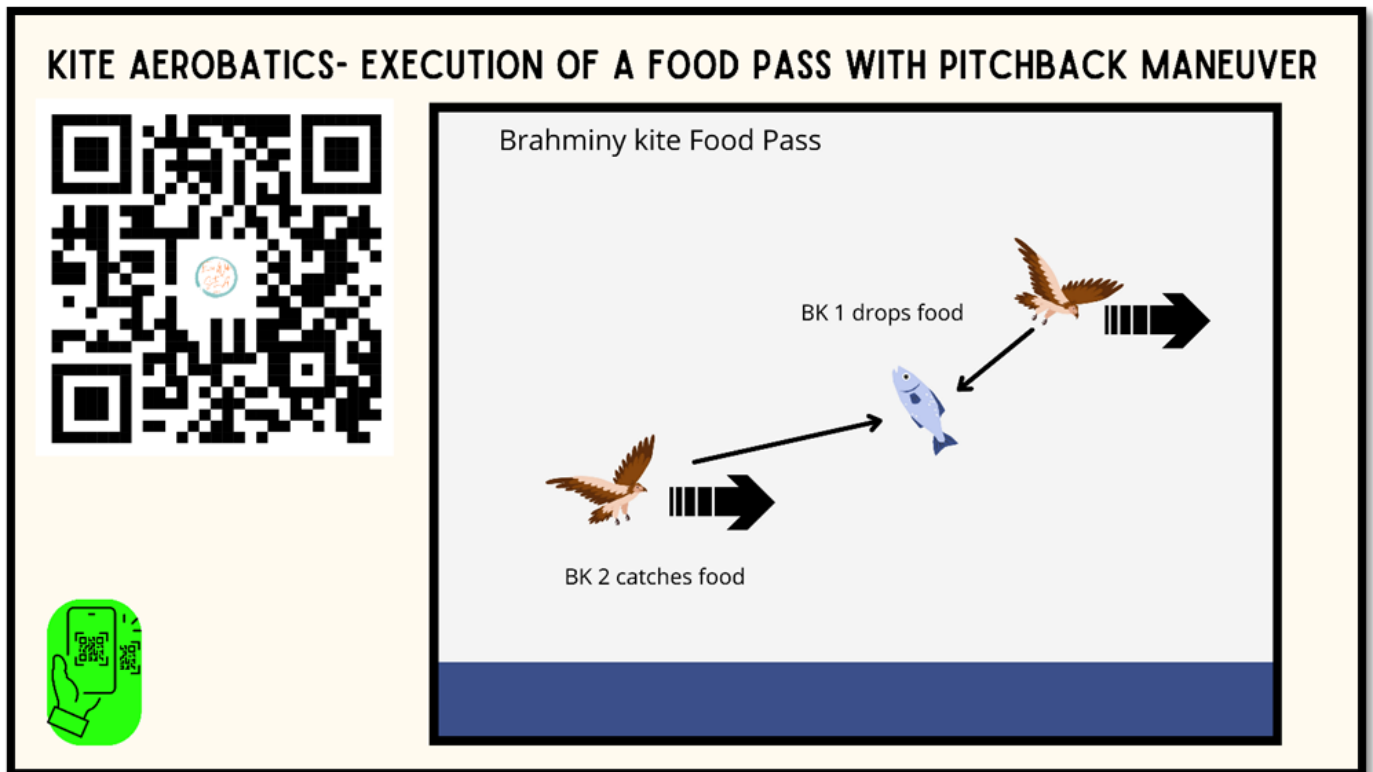 KITE AEROBATICS- EXECUTION OF A FOOD PASS WITH PITCHBACK MANEUVER
Brahminy kite Food Pass
BK 1 drops food
BK 2 catches food